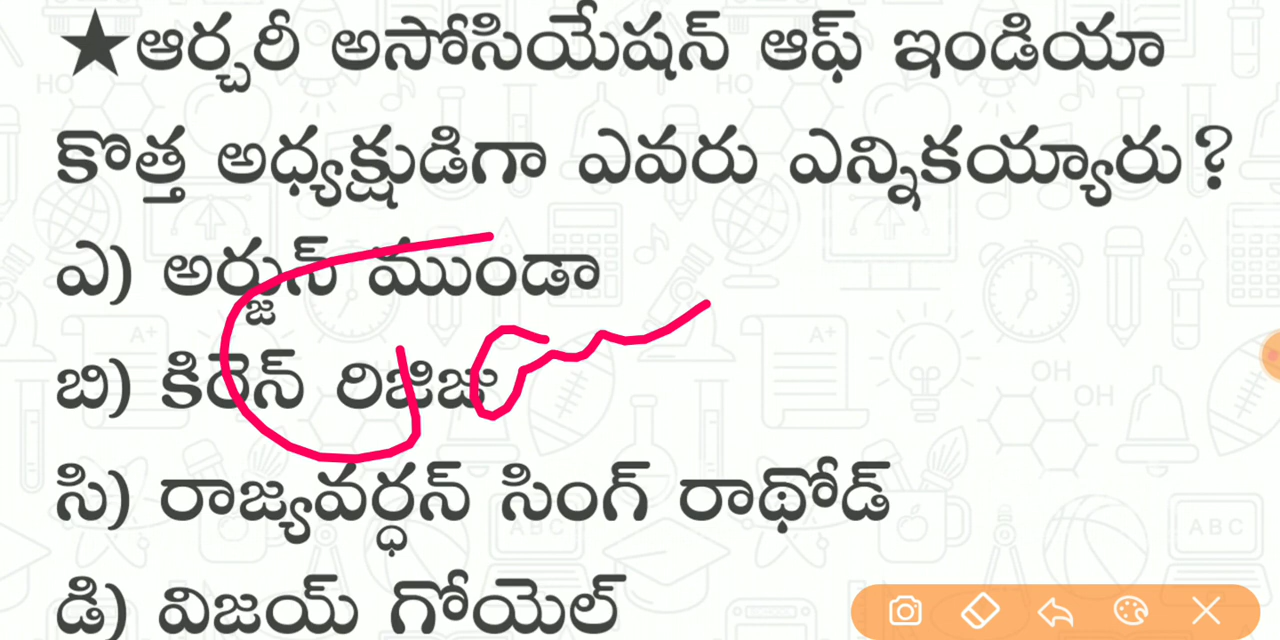 ★ఆర్చరీ అసోసియేషన్ ఆఫ్ ఇండియా
కొత్త అధ్యక్షుడిగా ఎవరు ఎన్నికయ్యారు?
ఎ) అర్జున్ ముండా
బి) కిరెన్ రిజిజు
సి) రాజ్యవర్ధన్ సింగ్ రాథోడ్
డి) విజయ్ గోయెల్